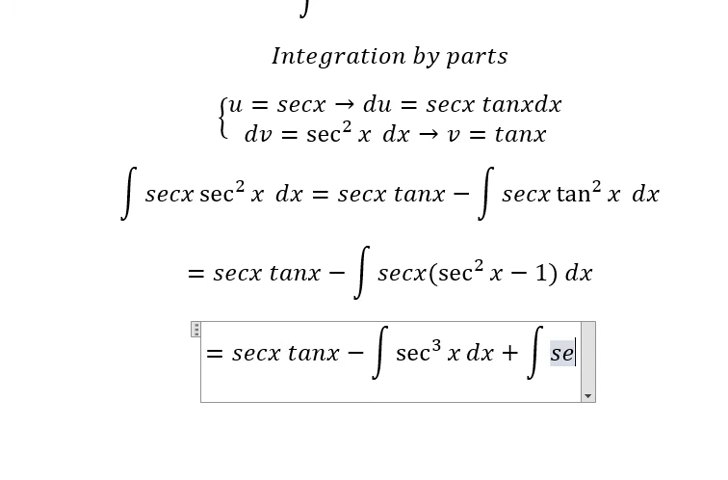 ∫
Integration by parts
{u = secx → du = secx tanxdx
dv = sec² x dx → v = tanx
∫ secx sec² x dx = secx tanx − ∫ secx tan² x dx
= secx tanx − ∫ secx(sec² x − 1) dx
= secx tanx − ∫ sec³ x dx + ∫ se